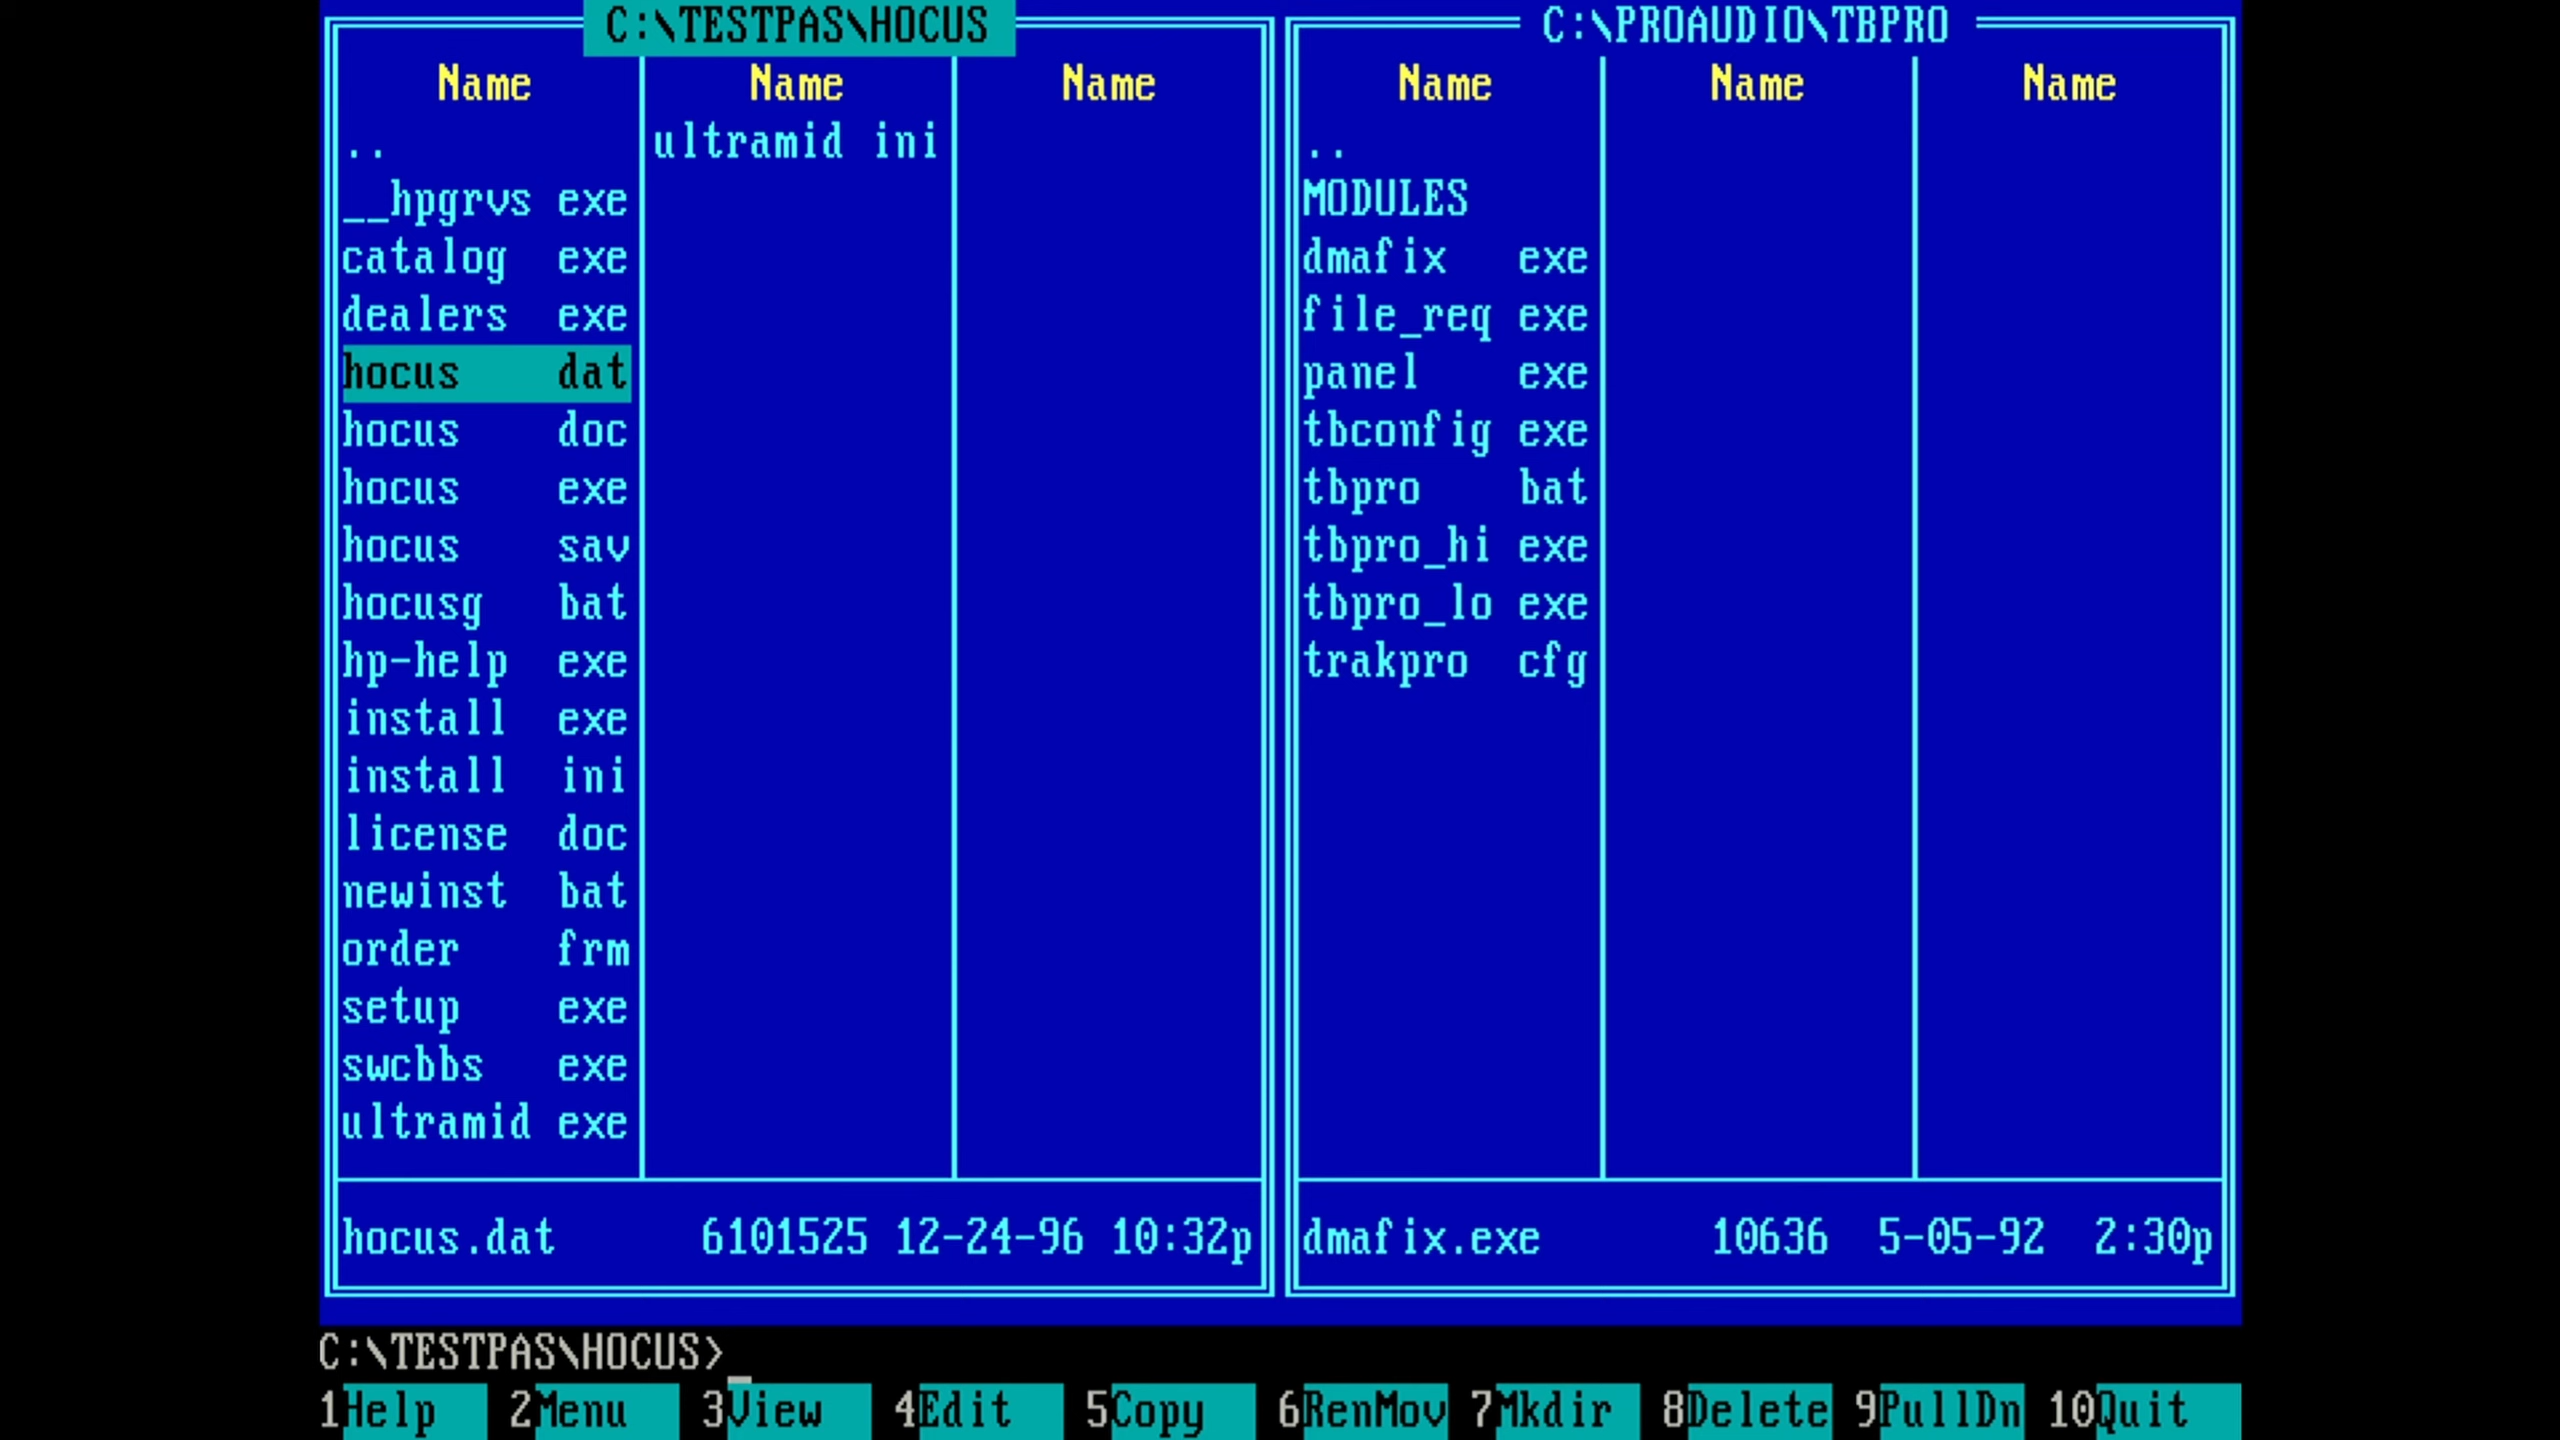 C:\TESTPAS\HOCUS
Name Name Name
.. ultramid ini
__hpgrvs exe
catalog exe
dealers exe
hocus dat
hocus doc
hocus exe
hocus sav
hocusg bat
hp-help exe
install exe
install ini
license doc
newinst bat
order frm
setup exe
swcbbs exe
ultramid exe
hocus.dat 6101525 12-24-96 10:32p
C:\PROAUDIO\TBPRO
Name Name Name
..
MODULES
dmafix exe
file_req exe
panel exe
tbconfig exe
tbpro bat
tbpro_hi exe
tbpro_lo exe
trakpro cfg
dmafix.exe 10636 5-05-92 2:30p
C:\TESTPAS\HOCUS>_
1Help 2Menu 3View 4Edit 5Copy 6RenMov 7Mkdir 8Delete 9PullDn 10Quit